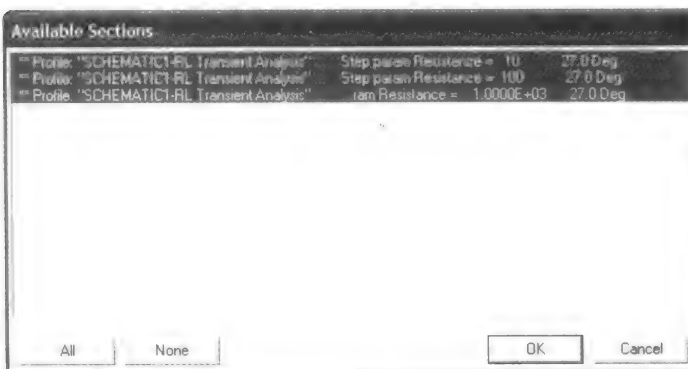 Available Sections
** Profile: "SCHEMATIC1-RL Transient Analysis" Step param Resistance = 10 27.0 Deg
** Profile: "SCHEMATIC1-RL Transient Analysis" Step param Resistance = 100 27.0 Deg
** Profile: "SCHEMATIC1-RL Transient Analysis" ram Resistance = 1.0000E+03 27.0 Deg
All None OK Cancel